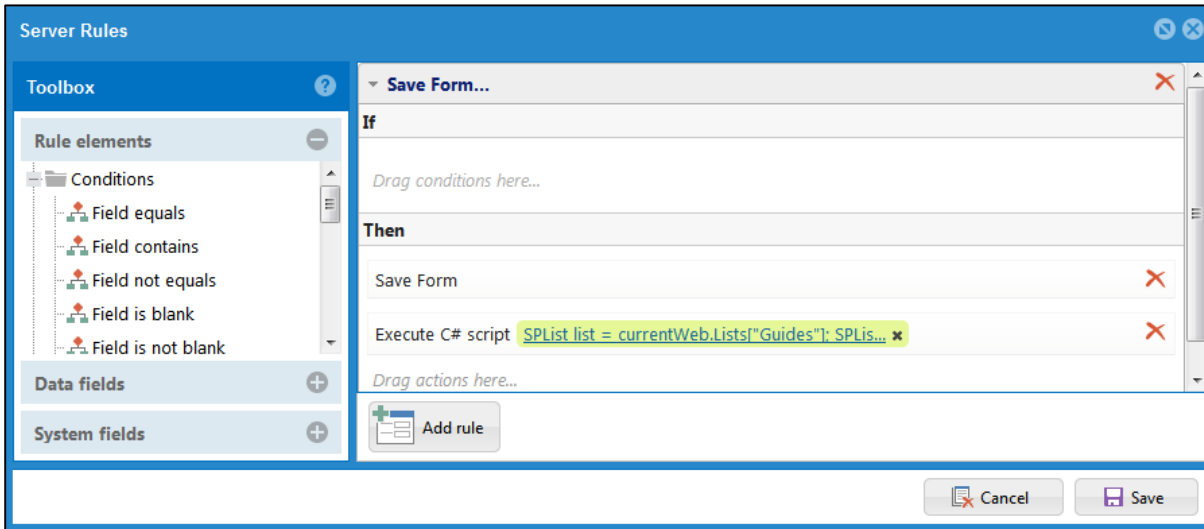 Server Rules
Toolbox
Rule elements
Conditions
Field equals
Field contains
Field not equals
Field is blank
Field is not blank
Data fields
System fields
Save Form...
If
Drag conditions here...
Then
Save Form
Execute C# script SPList list = currentWeb.Lists["Guides"]; SPLis...
Drag actions here...
Add rule
Cancel
Save